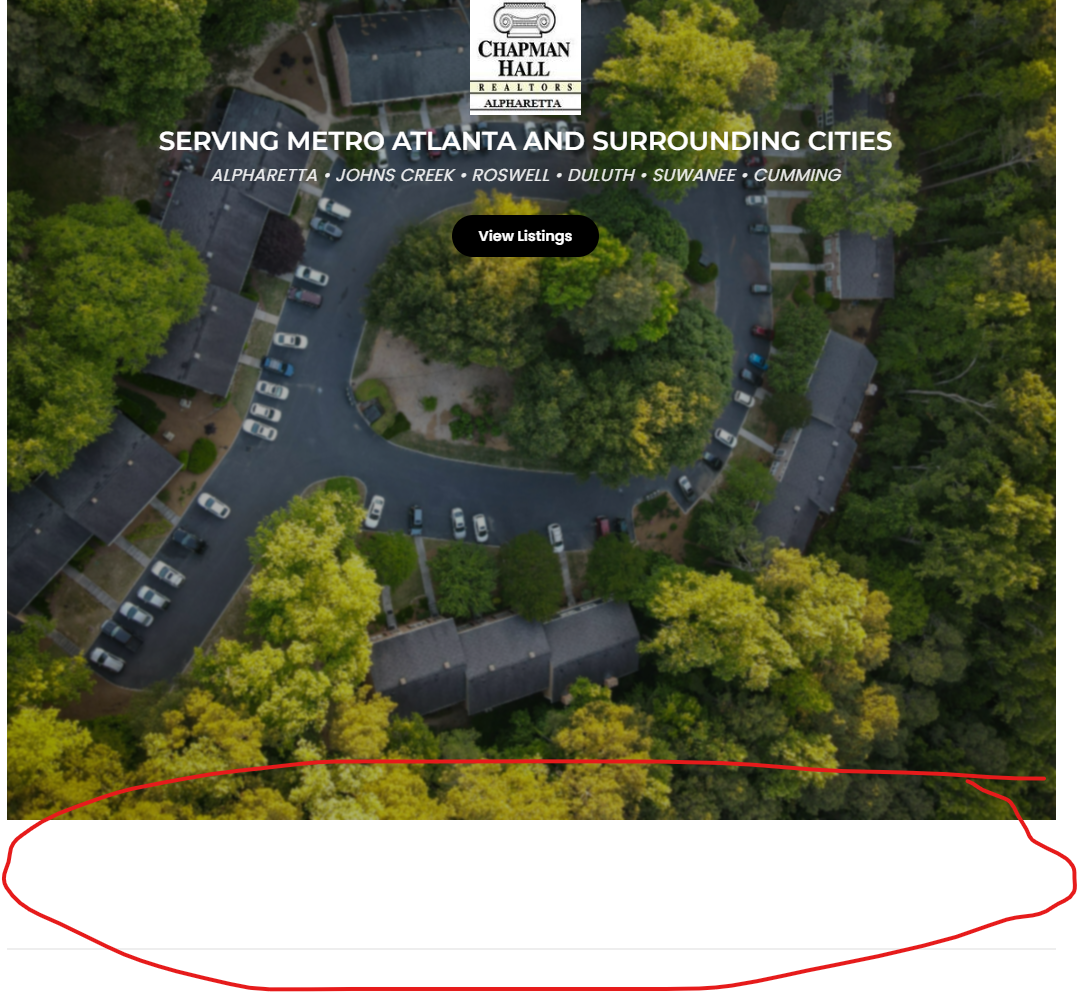 CHAPMAN
HALL
REALTORS
ALPHARETTA
SERVING METRO ATLANTA AND SURROUNDING CITIES
ALPHARETTA • JOHNS CREEK • ROSWELL • DULUTH • SUWANEE • CUMMING
View Listings